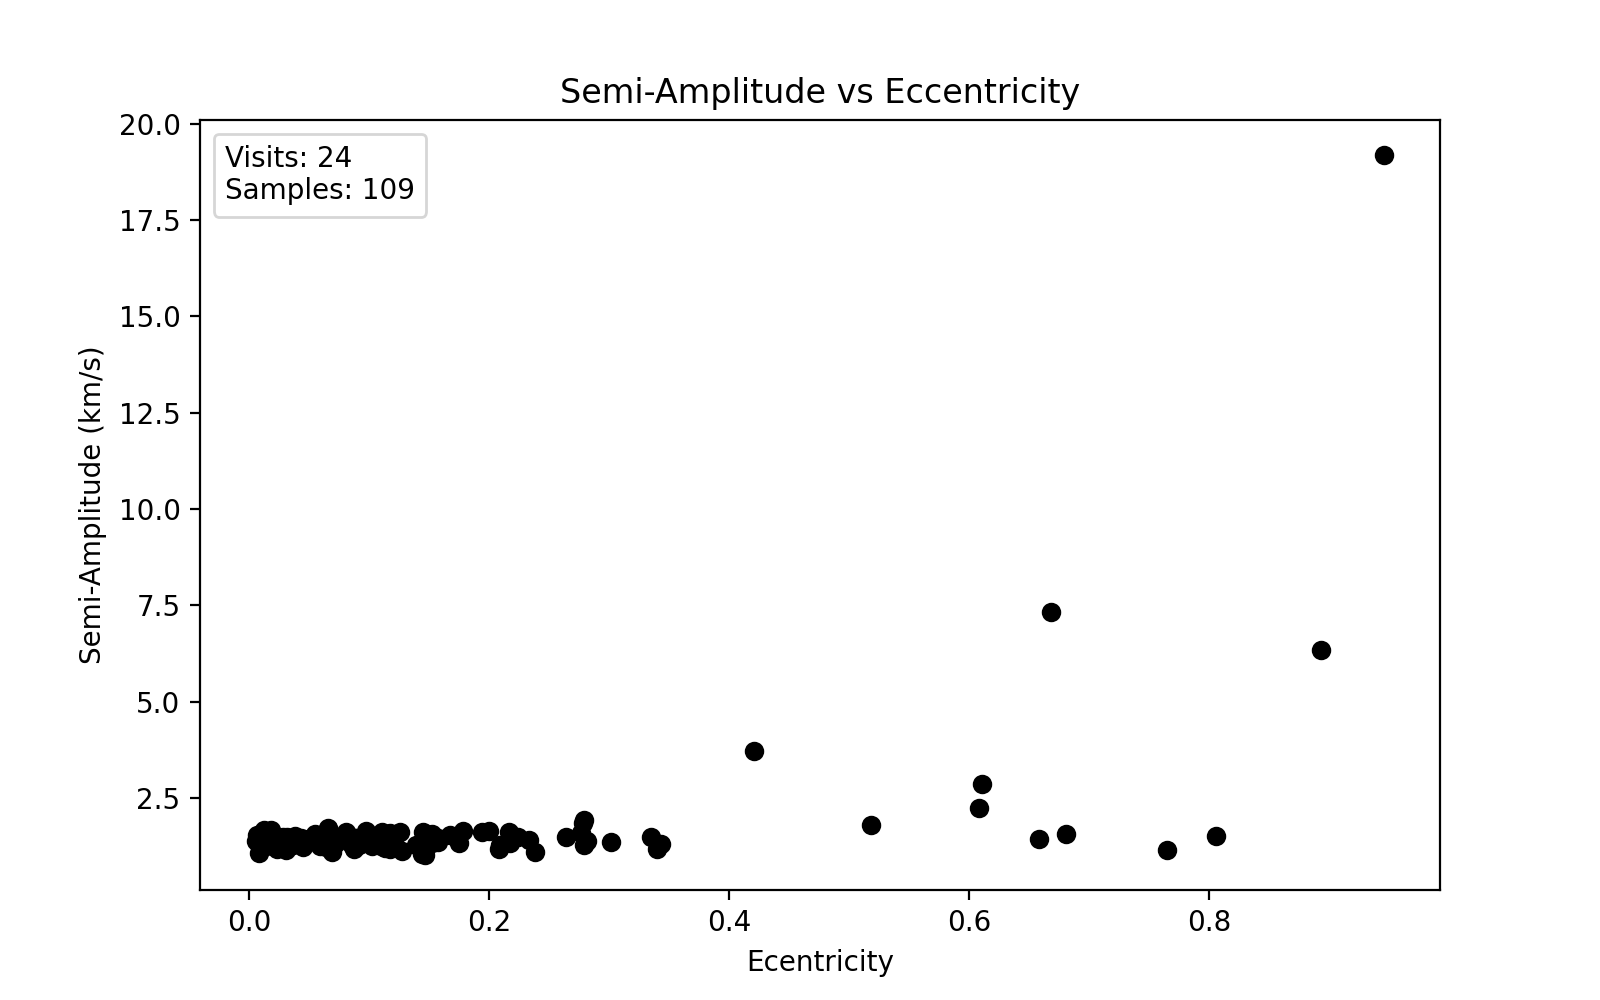 Semi-Amplitude vs Eccentricity
Visits: 24
Samples: 109
20.0
17.5
15.0
12.5
10.0
7.5
5.0
2.5
Semi-Amplitude (km/s)
0.0 0.2 0.4 0.6 0.8
Ecentricity